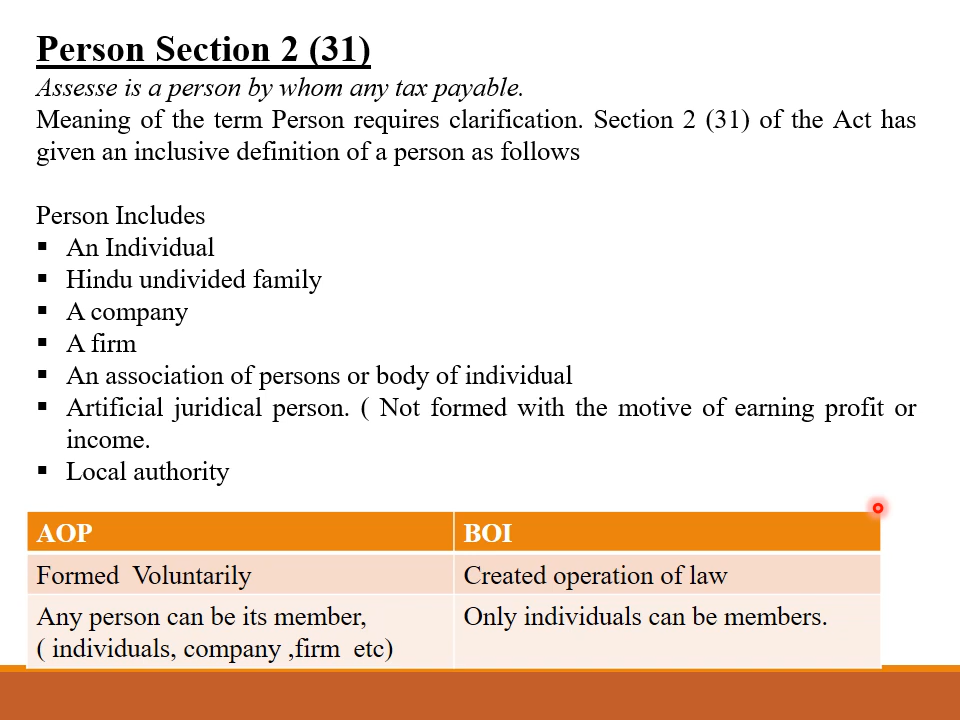 Person Section 2 (31)
Assesse is a person by whom any tax payable.
Meaning of the term Person requires clarification. Section 2 (31) of the Act has
given an inclusive definition of a person as follows
Person Includes
▪ An Individual
▪ Hindu undivided family
▪ A company
▪ A firm
▪ An association of persons or body of individual
▪ Artificial juridical person. ( Not formed with the motive of earning profit or
income.
▪ Local authority
AOP BOI
Formed Voluntarily Created operation of law
Any person can be its member, Only individuals can be members.
( individuals, company ,firm etc)